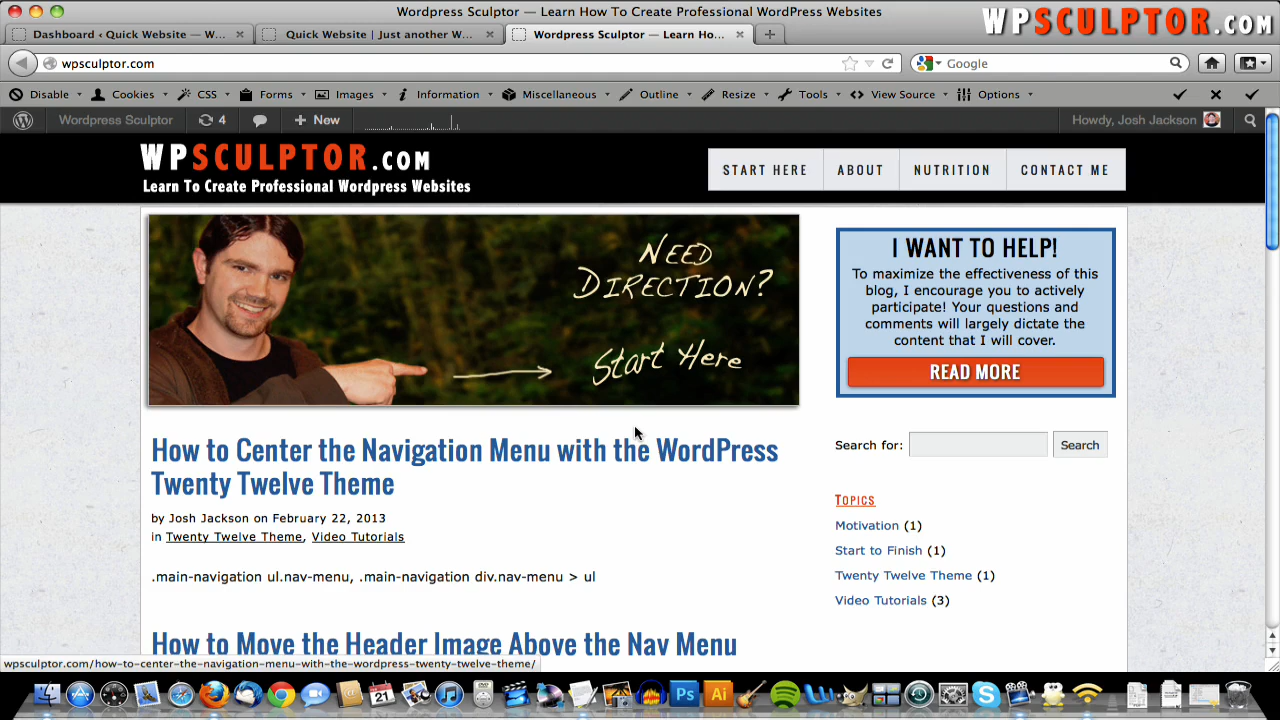 Wordpress Sculptor — Learn How To Create Professional WordPress Websites
WPSCULPTOR.COM
Dashboard ‹ Quick Website — W...
Quick Website | Just another W...
Wordpress Sculptor — Learn Ho...
wpsculptor.com
Google
Disable
Cookies
CSS
Forms
Images
Information
Miscellaneous
Outline
Resize
Tools
View Source
Options
Wordpress Sculptor
4
New
Howdy, Josh Jackson
WPSCULPTOR.COM
Learn To Create Professional Wordpress Websites
START HERE
ABOUT
NUTRITION
CONTACT ME
NEED
DIRECTION?
Start Here
I WANT TO HELP!
To maximize the effectiveness of this
blog, I encourage you to actively
participate! Your questions and
comments will largely dictate the
content that I will cover.
READ MORE
How to Center the Navigation Menu with the WordPress
Twenty Twelve Theme
by Josh Jackson on February 22, 2013
in Twenty Twelve Theme, Video Tutorials
.main-navigation ul.nav-menu, .main-navigation div.nav-menu > ul
How to Move the Header Image Above the Nav Menu
Search for:
Search
TOPICS
Motivation (1)
Start to Finish (1)
Twenty Twelve Theme (1)
Video Tutorials (3)
wpsculptor.com/how-to-center-the-navigation-menu-with-the-wordpress-twenty-twelve-theme/
21
Ps
Ai